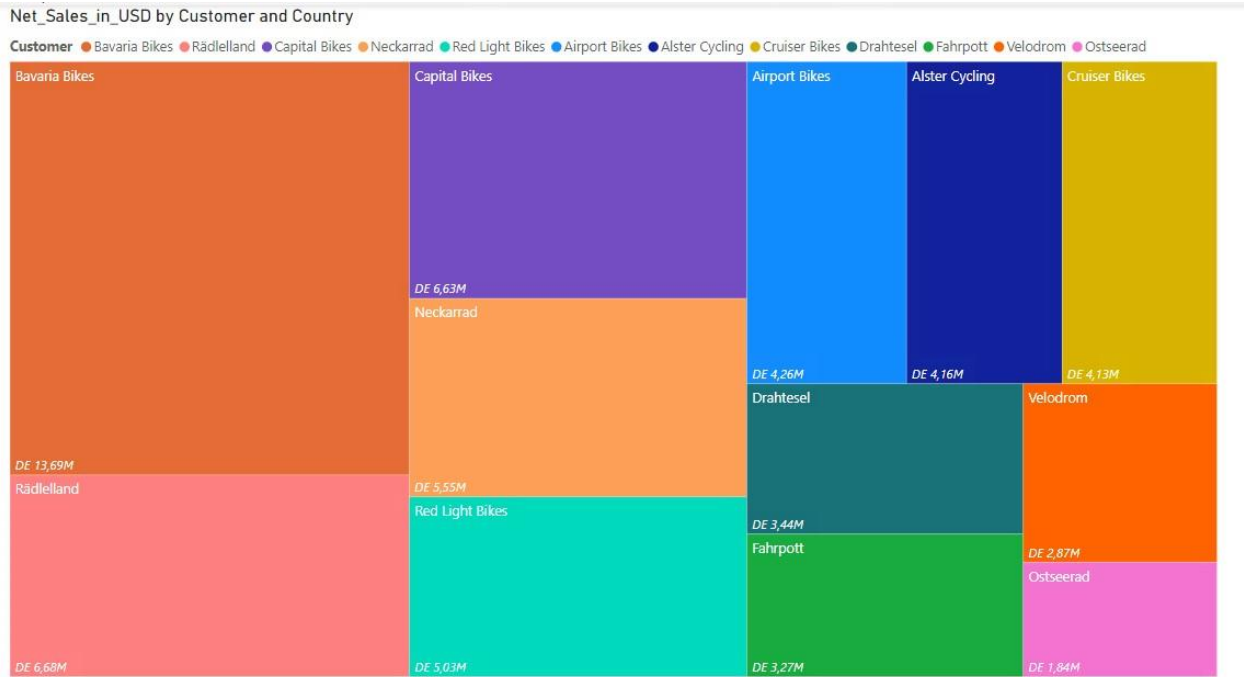 Net_Sales_in_USD by Customer and Country
Customer Bavaria Bikes Rädlelland Capital Bikes Neckarrad Red Light Bikes Airport Bikes Alster Cycling Cruiser Bikes Drahtesel Fahrpott Velodrom Ostseerad
Bavaria Bikes
DE 13,69M
Rädlelland
DE 6,68M
Capital Bikes
DE 6,63M
Neckarrad
DE 5,55M
Red Light Bikes
DE 5,03M
Airport Bikes
DE 4,26M
Alster Cycling
DE 4,16M
Cruiser Bikes
DE 4,13M
Drahtesel
DE 3,44M
Fahrpott
DE 3,27M
Velodrom
DE 2,87M
Ostseerad
DE 1,84M